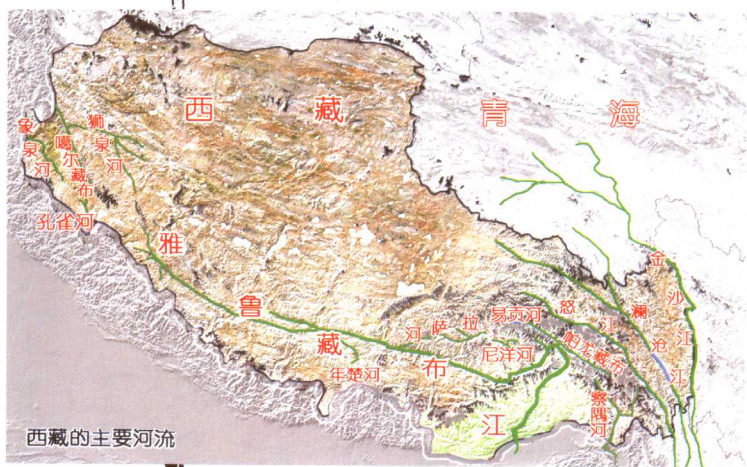 西藏
青海
象泉河
狮泉河
噶尔藏布
孔雀河
雅鲁藏布江
金沙江
澜沧江
怒江
易贡河
拉萨河
帕龙藏布
尼洋河
年楚河
察隅河
西藏的主要河流